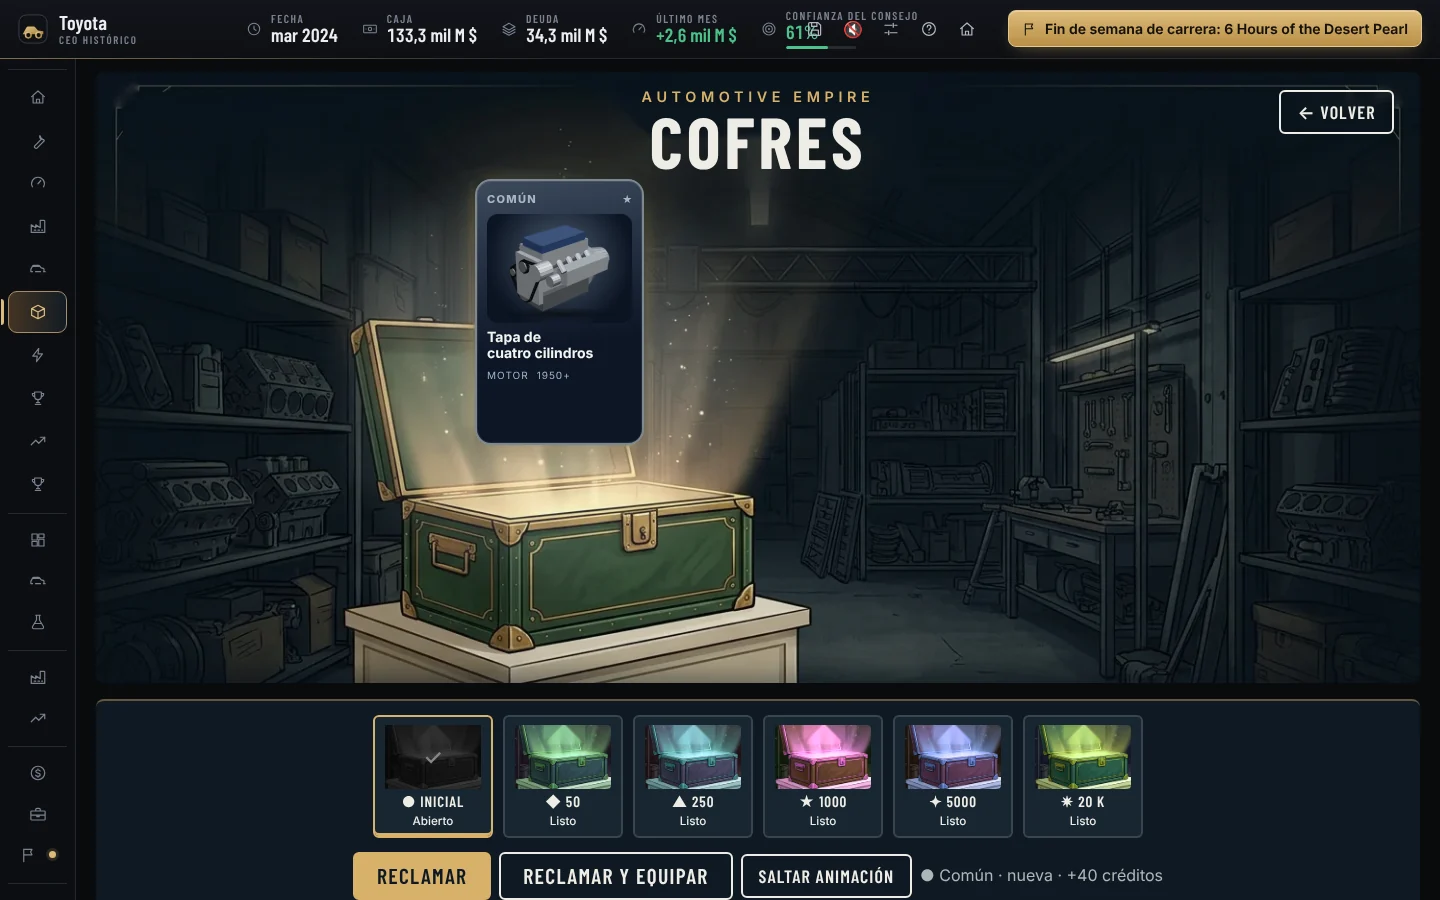 Toyota
CEO HISTÓRICO
FECHA
mar 2024
CAJA
133,3 mil M $
DEUDA
34,3 mil M $
ÚLTIMO MES
+2,6 mil M $
CONFIANZA DEL CONSEJO
61 %
Fin de semana de carrera: 6 Hours of the Desert Pearl
AUTOMOTIVE EMPIRE
COFRES
← VOLVER
COMÚN ★
Tapa de
cuatro cilindros
MOTOR 1950+
INICIAL
Abierto
50
Listo
250
Listo
1000
Listo
5000
Listo
20 K
Listo
RECLAMAR
RECLAMAR Y EQUIPAR
SALTAR ANIMACIÓN
Común · nueva · +40 créditos